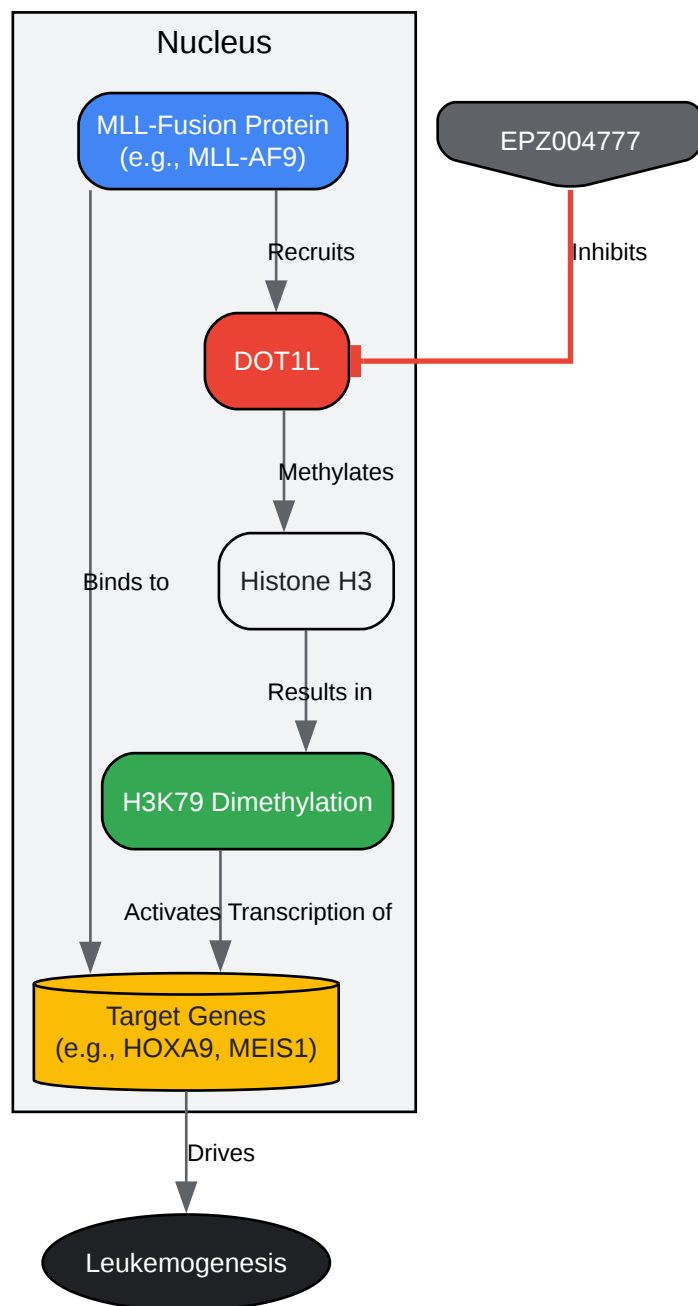 Nucleus
MLL-Fusion Protein
(e.g., MLL-AF9)
EPZ004777
Recruits
Inhibits
DOT1L
Methylates
Histone H3
Binds to
Results in
H3K79 Dimethylation
Activates Transcription of
Target Genes
(e.g., HOXA9, MEIS1)
Drives
Leukemogenesis